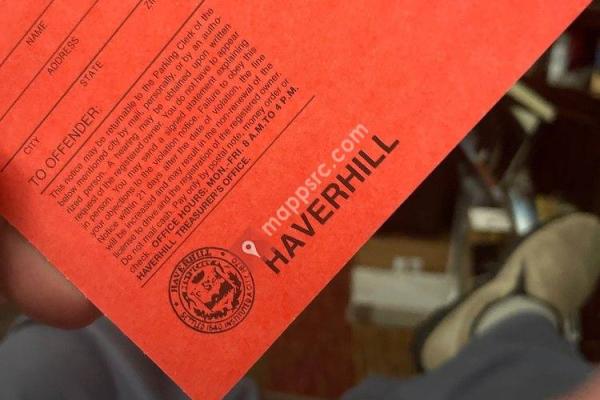 NAME
ADDRESS
CITY
STATE
TO OFFENDER:
This notice may be returnable to the Parking Clerk of the
below mentioned city by mail, personally, or by an autho-
rized person. A hearing may be obtained upon written
request of the registered owner. You do not have to appear
in person. You may send a signed statement explaining
your objections to the violation notice. Failure to obey this
Notice within 21 days after the date of violation, the fine
will be increased and may result in the nonrenewal of the
license to drive and the registration of the registered owner.
Do not mail cash. Pay only by postal note, money order or
check. OFFICE HOURS: MON.-FRI. 8 A.M. TO 4 P.M.
HAVERHILL TREASURER'S OFFICE.
HAVERHILL
HAVERHILL
SETTLED 1640
mappsrc.com